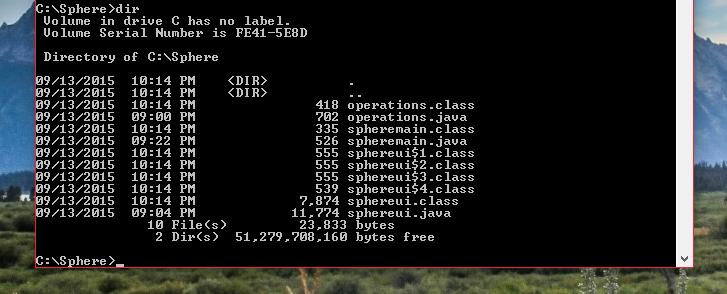 C:\Sphere>dir
 Volume in drive C has no label.
 Volume Serial Number is FE41-5E8D
 Directory of C:\Sphere
09/13/2015  10:14 PM    <DIR>          .
09/13/2015  10:14 PM    <DIR>          ..
09/13/2015  10:14 PM               418 operations.class
09/13/2015  09:00 PM               702 operations.java
09/13/2015  10:14 PM               335 spheremain.class
09/13/2015  09:22 PM               526 spheremain.java
09/13/2015  10:14 PM               555 sphereui$1.class
09/13/2015  10:14 PM               555 sphereui$2.class
09/13/2015  10:14 PM               555 sphereui$3.class
09/13/2015  10:14 PM               539 sphereui$4.class
09/13/2015  10:14 PM             7,874 sphereui.class
09/13/2015  09:04 PM            11,774 sphereui.java
              10 File(s)         23,833 bytes
               2 Dir(s)  51,279,708,160 bytes free
C:\Sphere>_